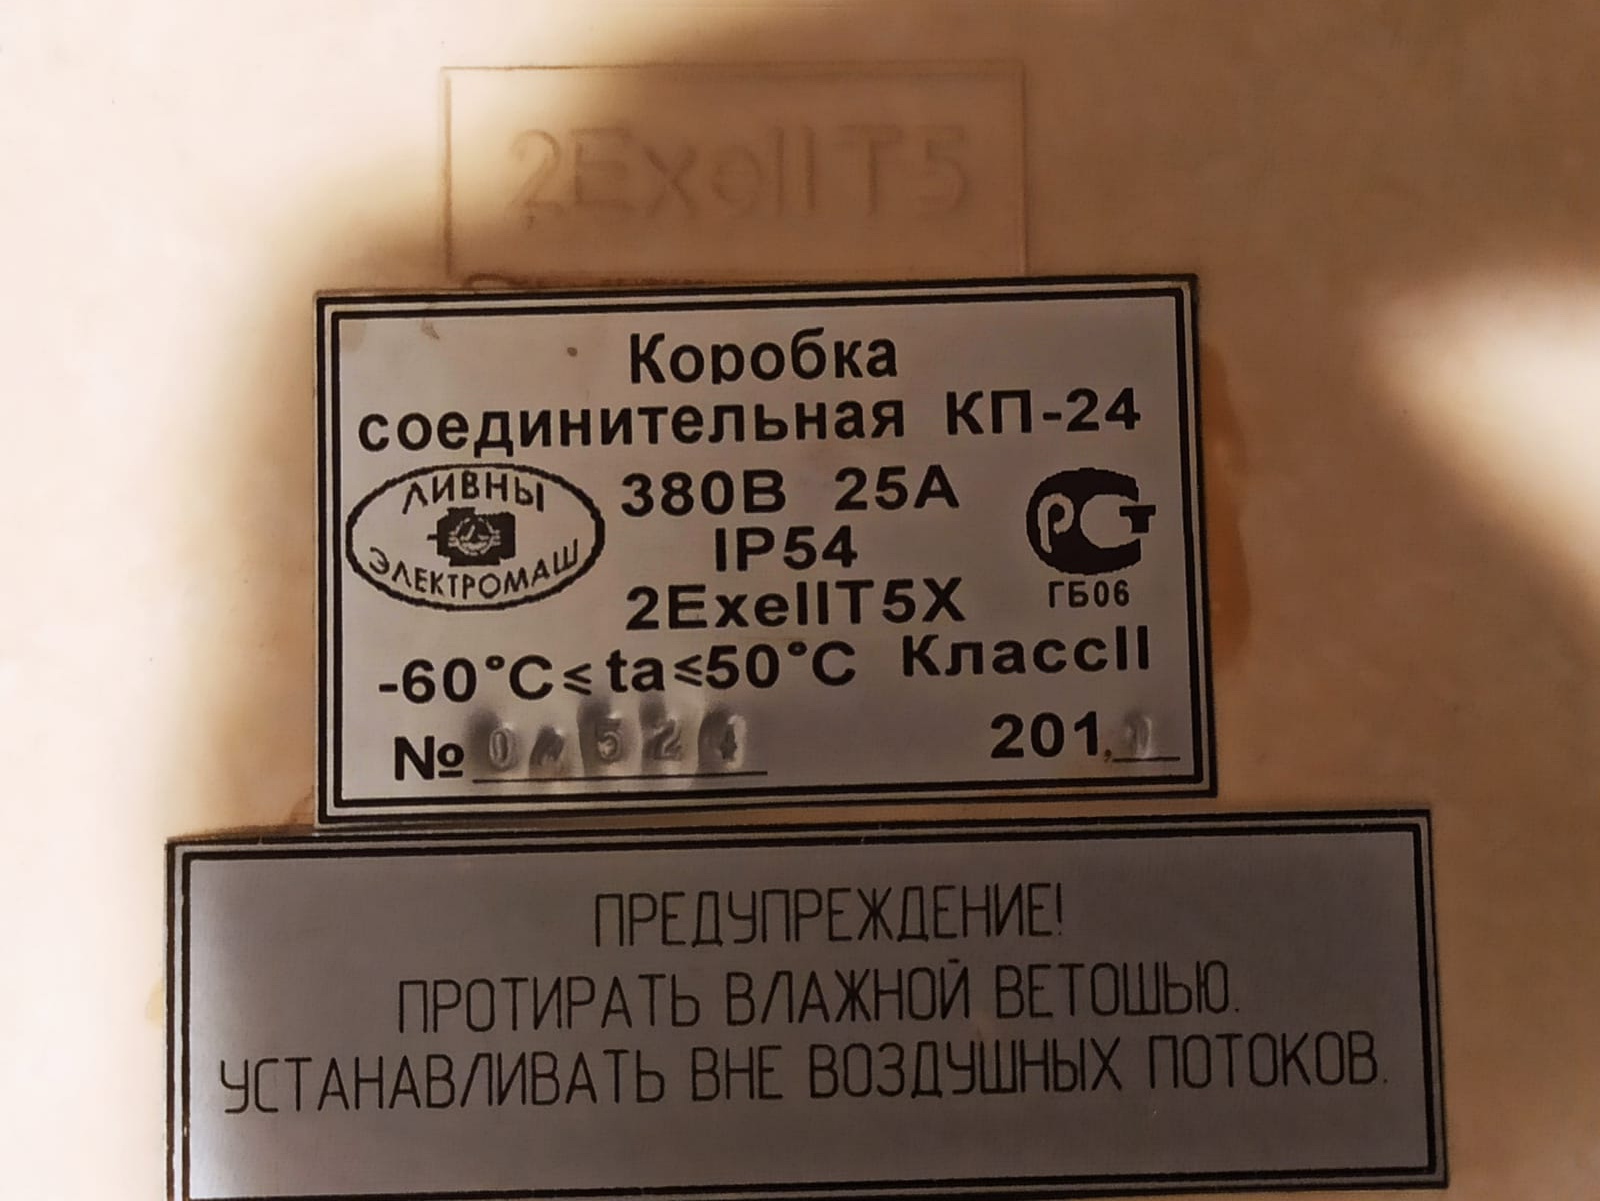 2ExeIIT5
Коробка
соединительная КП-24
ЛИВНЫ
ЭЛЕКТРОМАШ
380В 25А
IP54
2ExeIIT5X
РСТ
ГБ06
-60°C≤ta≤50°C КлассII
№
201
ПРЕДУПРЕЖДЕНИЕ!
ПРОТИРАТЬ ВЛАЖНОЙ ВЕТОШЬЮ.
УСТАНАВЛИВАТЬ ВНЕ ВОЗДУШНЫХ ПОТОКОВ.